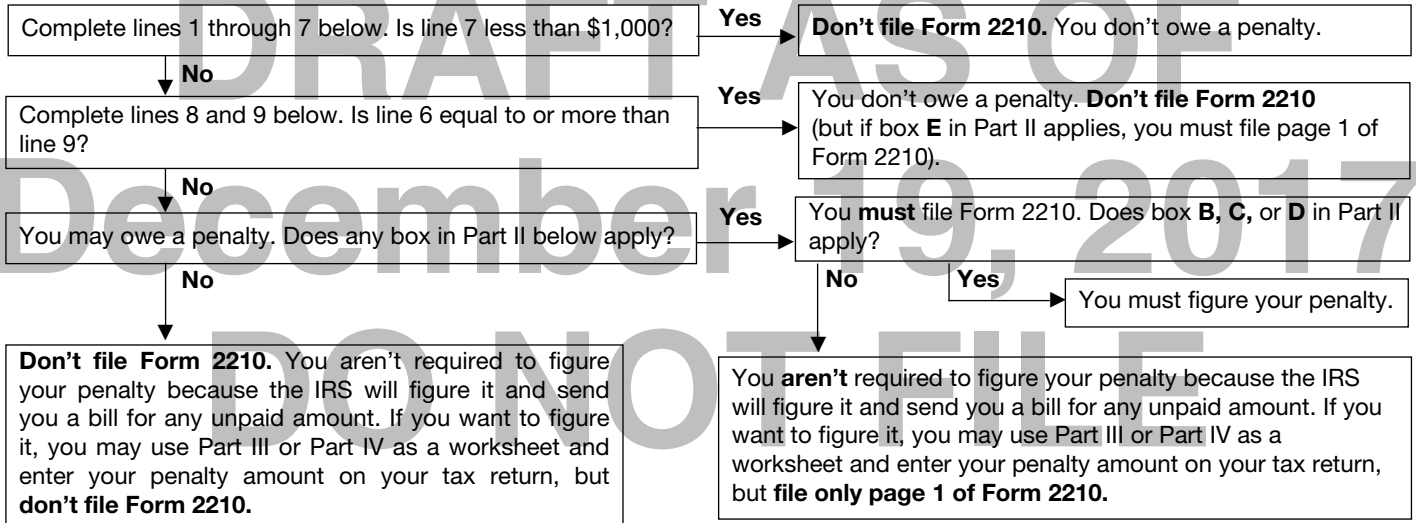 DRAFT AS OF
December 19, 2017
DO NOT FILE
Complete lines 1 through 7 below. Is line 7 less than $1,000?
Yes
Don't file Form 2210. You don't owe a penalty.
No
Complete lines 8 and 9 below. Is line 6 equal to or more than
line 9?
Yes
You don't owe a penalty. Don't file Form 2210
(but if box E in Part II applies, you must file page 1 of
Form 2210).
No
You may owe a penalty. Does any box in Part II below apply?
Yes
You must file Form 2210. Does box B, C, or D in Part II
apply?
No
No
Yes
You must figure your penalty.
Don't file Form 2210. You aren't required to figure
your penalty because the IRS will figure it and send
you a bill for any unpaid amount. If you want to figure
it, you may use Part III or Part IV as a worksheet and
enter your penalty amount on your tax return, but
don't file Form 2210.
You aren't required to figure your penalty because the IRS
will figure it and send you a bill for any unpaid amount. If you
want to figure it, you may use Part III or Part IV as a
worksheet and enter your penalty amount on your tax return,
but file only page 1 of Form 2210.